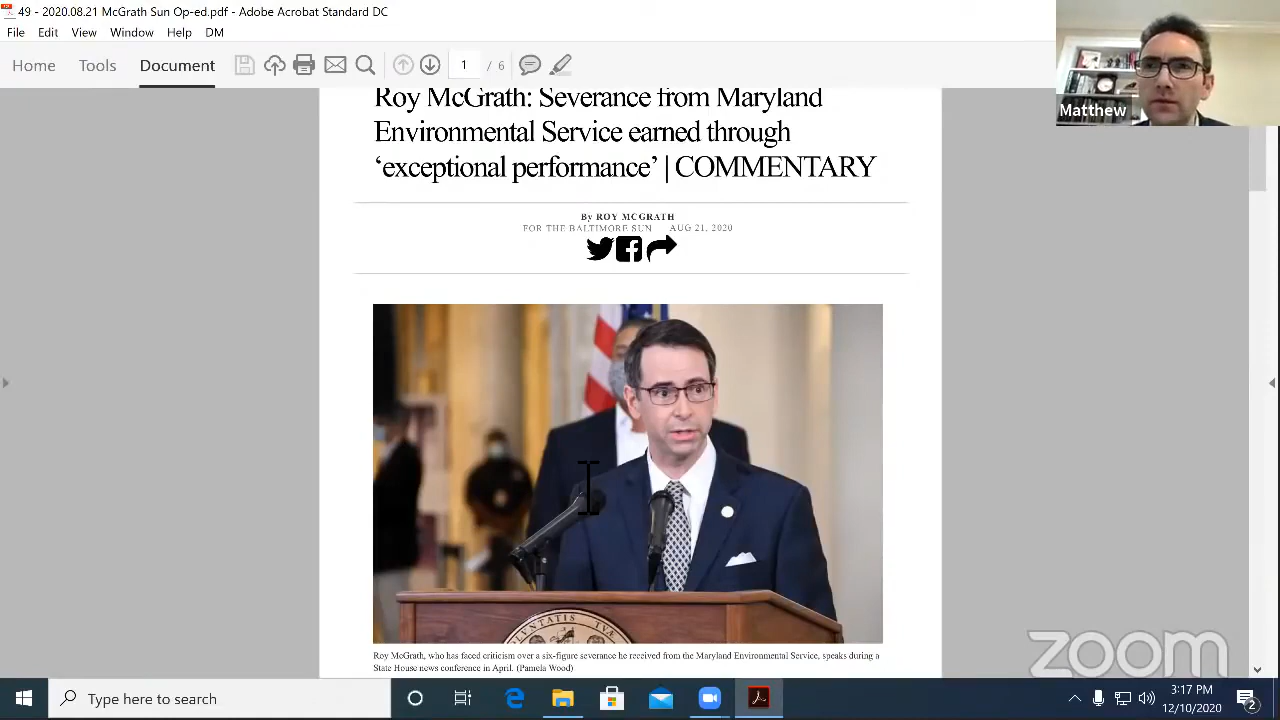 49 - 2020.08.21 McGrath Sun Op-ed.pdf - Adobe Acrobat Standard DC
File Edit View Window Help DM
Home Tools Document 1 / 6
Matthew
Roy McGrath: Severance from Maryland
Environmental Service earned through
‘exceptional performance’ | COMMENTARY
By ROY MCGRATH
FOR THE BALTIMORE SUN AUG 21, 2020
VENTATIS TVÆ
Roy McGrath, who has faced criticism over a six-figure severance he received from the Maryland Environmental Service, speaks during a
State House news conference in April. (Pamela Wood)
zoom
Type here to search
3:17 PM
12/10/2020
2